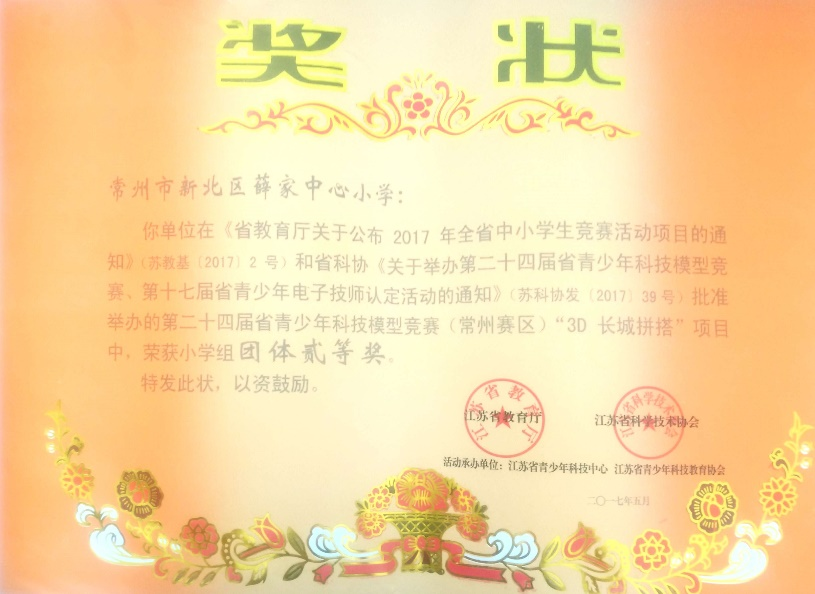 奖 状
常州市新北区薛家中心小学:
你单位在《省教育厅关于公布 2017 年全省中小学生竞赛活动项目的通
知》(苏教基〔2017〕2 号)和省科协《关于举办第二十四届省青少年科技模型竞
赛、第十七届省青少年电子技师认定活动的通知》(苏科协发〔2017〕39 号)批准
举办的第二十四届省青少年科技模型竞赛(常州赛区)“3D 长城拼搭”项目
中,荣获小学组团体贰等奖。
特发此状,以资鼓励。
江苏省教育厅 江苏省科学技术协会
活动承办单位:江苏省青少年科技中心 江苏省青少年科技教育协会
二〇一七年五月